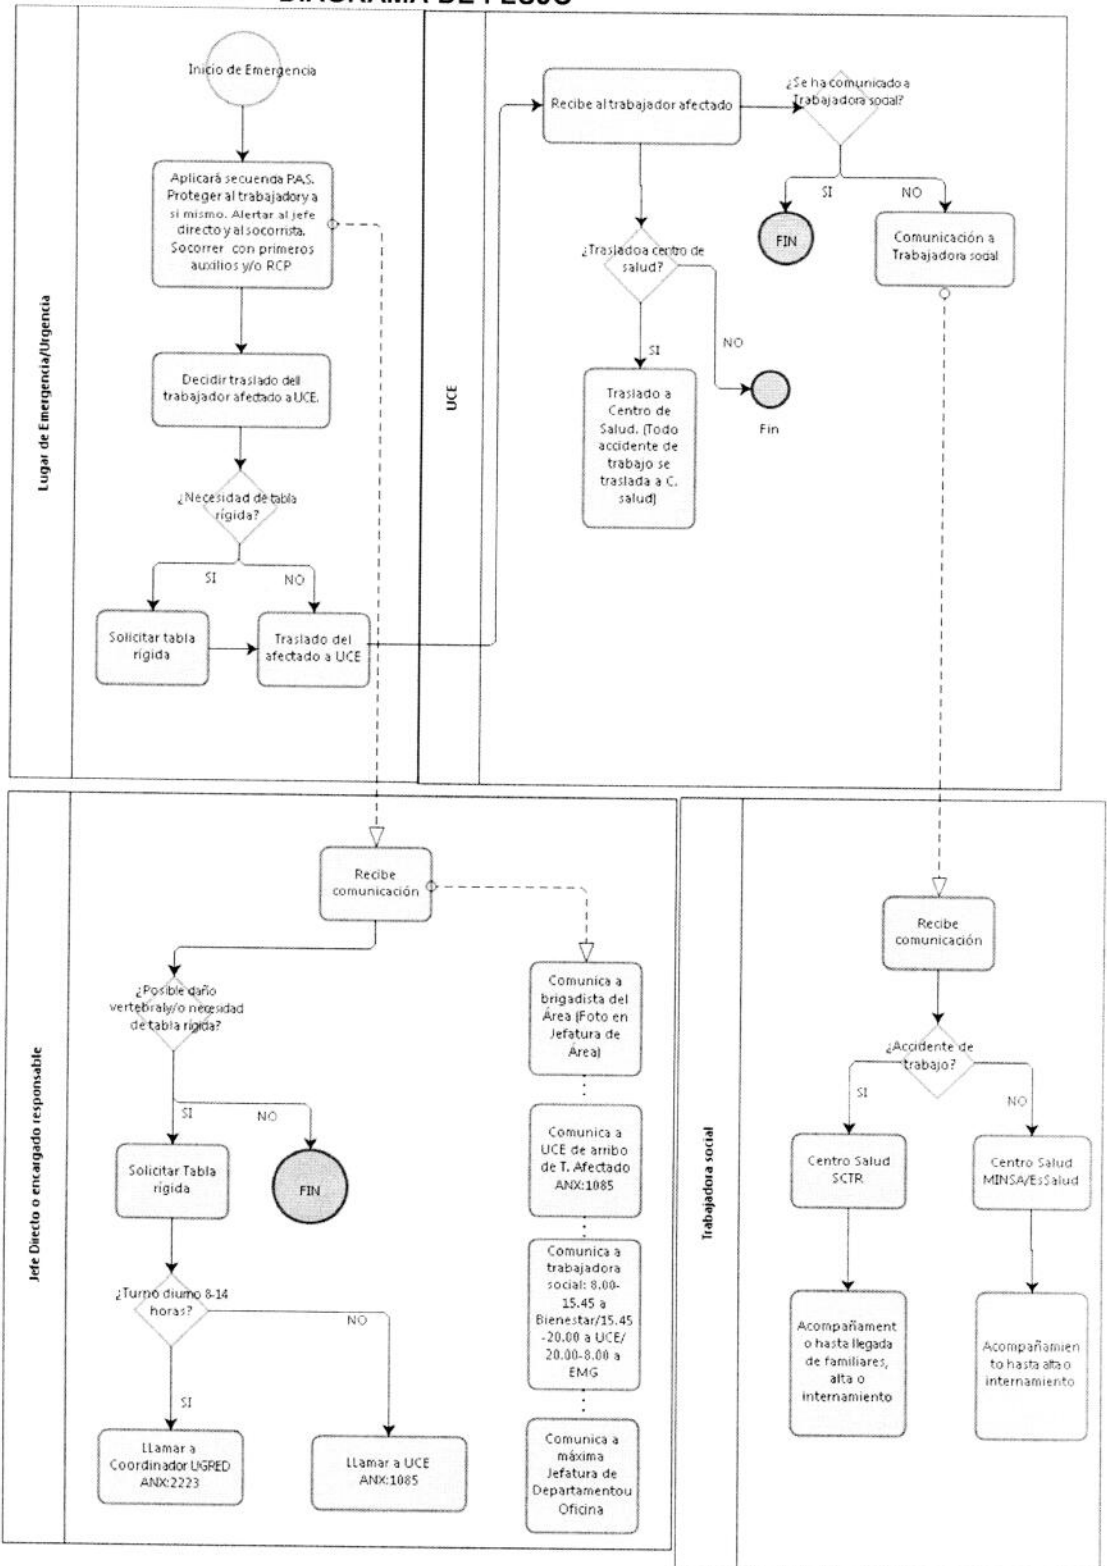 DIAGRAMA DE FLUJO
Lugar de Emergencia/Urgencia
Inicio de Emergencia
Aplicará secuencia PAS.
Proteger al trabajador y a
si mismo. Alertar al jefe
directo y al socorrista.
Socorrer con primeros
auxilios y/o RCP
Decidir traslado dell
trabajador afectado a UCE.
¿Necesidad de tabla
rígida?
SI
NO
Solicitar tabla
rígida
Traslado del
afectado a UCE
UCE
Recibe al trabajador afectado
¿Se ha comunicado a
Trabajadora social?
SI
NO
FIN
Comunicación a
Trabajadora social
¿Traslado a centro de
salud?
SI
NO
Traslado a
Centro de
Salud. (Todo
accidente de
trabajo se
traslada a C.
salud)
Fin
Jefe Directo o encargado responsable
Recibe
comunicación
¿Posible daño
vertebral y/o necesidad
de tabla rígida?
SI
NO
Solicitar Tabla
rígida
FIN
¿Turno diurno 8-14
horas?
NO
SI
LLamar a
Coordinador UGRED
ANX:2223
LLamar a UCE
ANX:1085
Comunica a
brigadista del
Área (Foto en
Jefatura de
Área)
Comunica a
UCE de arribo
de T. Afectado
ANX:1085
Comunica a
trabajadora
social: 8.00-
15.45 a
Bienestar/15.45
-20.00 a UCE/
20.00-8.00 a
EMG
Comunica a
máxima
Jefatura de
Departamento u
Oficina
Trabajadora social
Recibe
comunicación
¿Accidente de
trabajo?
SI
NO
Centro Salud
SCTR
Centro Salud
MINSA/EsSalud
Acompañament
o hasta llegada
de familiares,
alta o
internamiento
Acompañamien
to hasta alta o
internamiento